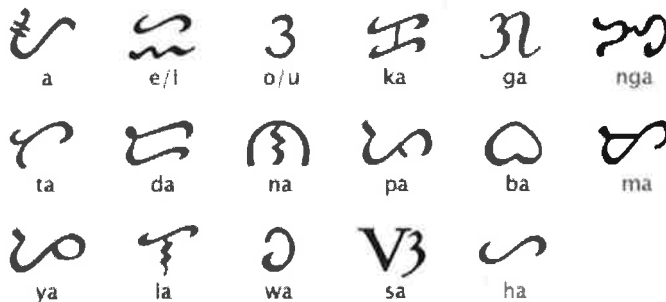 ᜀ ᜁ ᜂ ᜃ ᜄ ᜅ
a e/i o/u ka ga nga
ᜆ ᜇ ᜈ ᜉ ᜊ ᜋ
ta da na pa ba ma
ᜌ ᜎ ᜏ ᜐ ᜑ
ya la wa sa ha